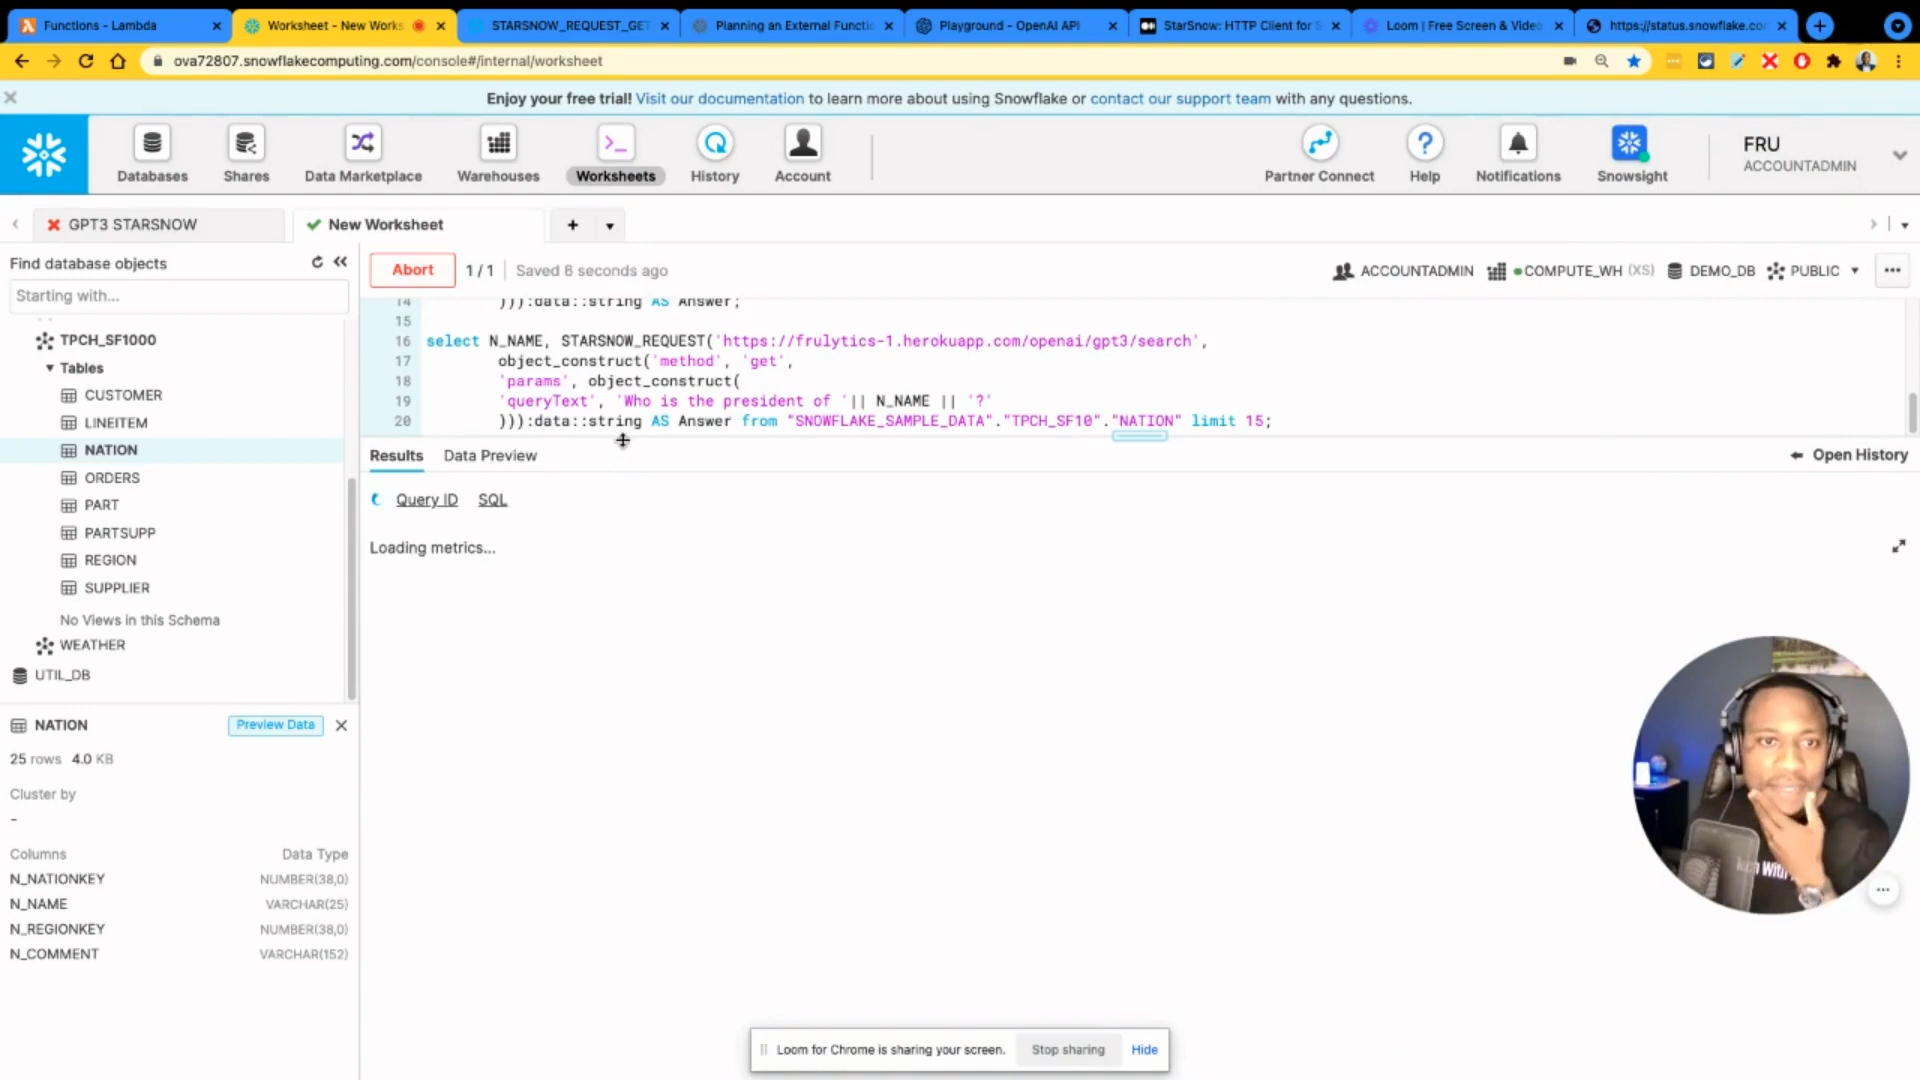 Functions - Lambda
Worksheet - New Works
STARSNOW_REQUEST_GET
Planning an External Functi
Playground - OpenAI API
StarSnow: HTTP Client for S
Loom | Free Screen & Video
https://status.snowflake.co
ova72807.snowflakecomputing.com/console#/internal/worksheet
Enjoy your free trial! Visit our documentation to learn more about using Snowflake or contact our support team with any questions.
Databases
Shares
Data Marketplace
Warehouses
Worksheets
History
Account
Partner Connect
Help
Notifications
Snowsight
FRU
ACCOUNTADMIN
GPT3 STARSNOW
New Worksheet
Find database objects
Starting with...
Abort
1 / 1
Saved 6 seconds ago
ACCOUNTADMIN
COMPUTE_WH (XS)
DEMO_DB
PUBLIC
14 ))):data::string AS Answer;
15
16 select N_NAME, STARSNOW_REQUEST('https://frulytics-1.herokuapp.com/openai/gpt3/search',
17 object_construct('method', 'get',
18 'params', object_construct(
19 'queryText', 'Who is the president of '|| N_NAME || '?'
20 ))):data::string AS Answer from "SNOWFLAKE_SAMPLE_DATA"."TPCH_SF10"."NATION" limit 15;
TPCH_SF1000
Tables
CUSTOMER
LINEITEM
NATION
ORDERS
PART
PARTSUPP
REGION
SUPPLIER
No Views in this Schema
WEATHER
UTIL_DB
Results
Data Preview
Open History
Query ID
SQL
Loading metrics...
NATION
Preview Data
25 rows 4.0 KB
Cluster by
-
Columns
Data Type
N_NATIONKEY
NUMBER(38,0)
N_NAME
VARCHAR(25)
N_REGIONKEY
NUMBER(38,0)
N_COMMENT
VARCHAR(152)
Loom for Chrome is sharing your screen.
Stop sharing
Hide